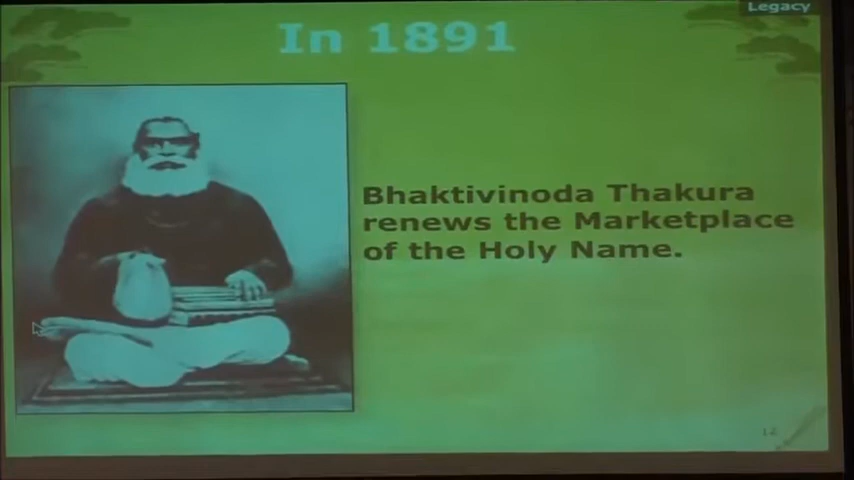 Legacy
In 1891
Bhaktivinoda Thakura
renews the Marketplace
of the Holy Name.
12